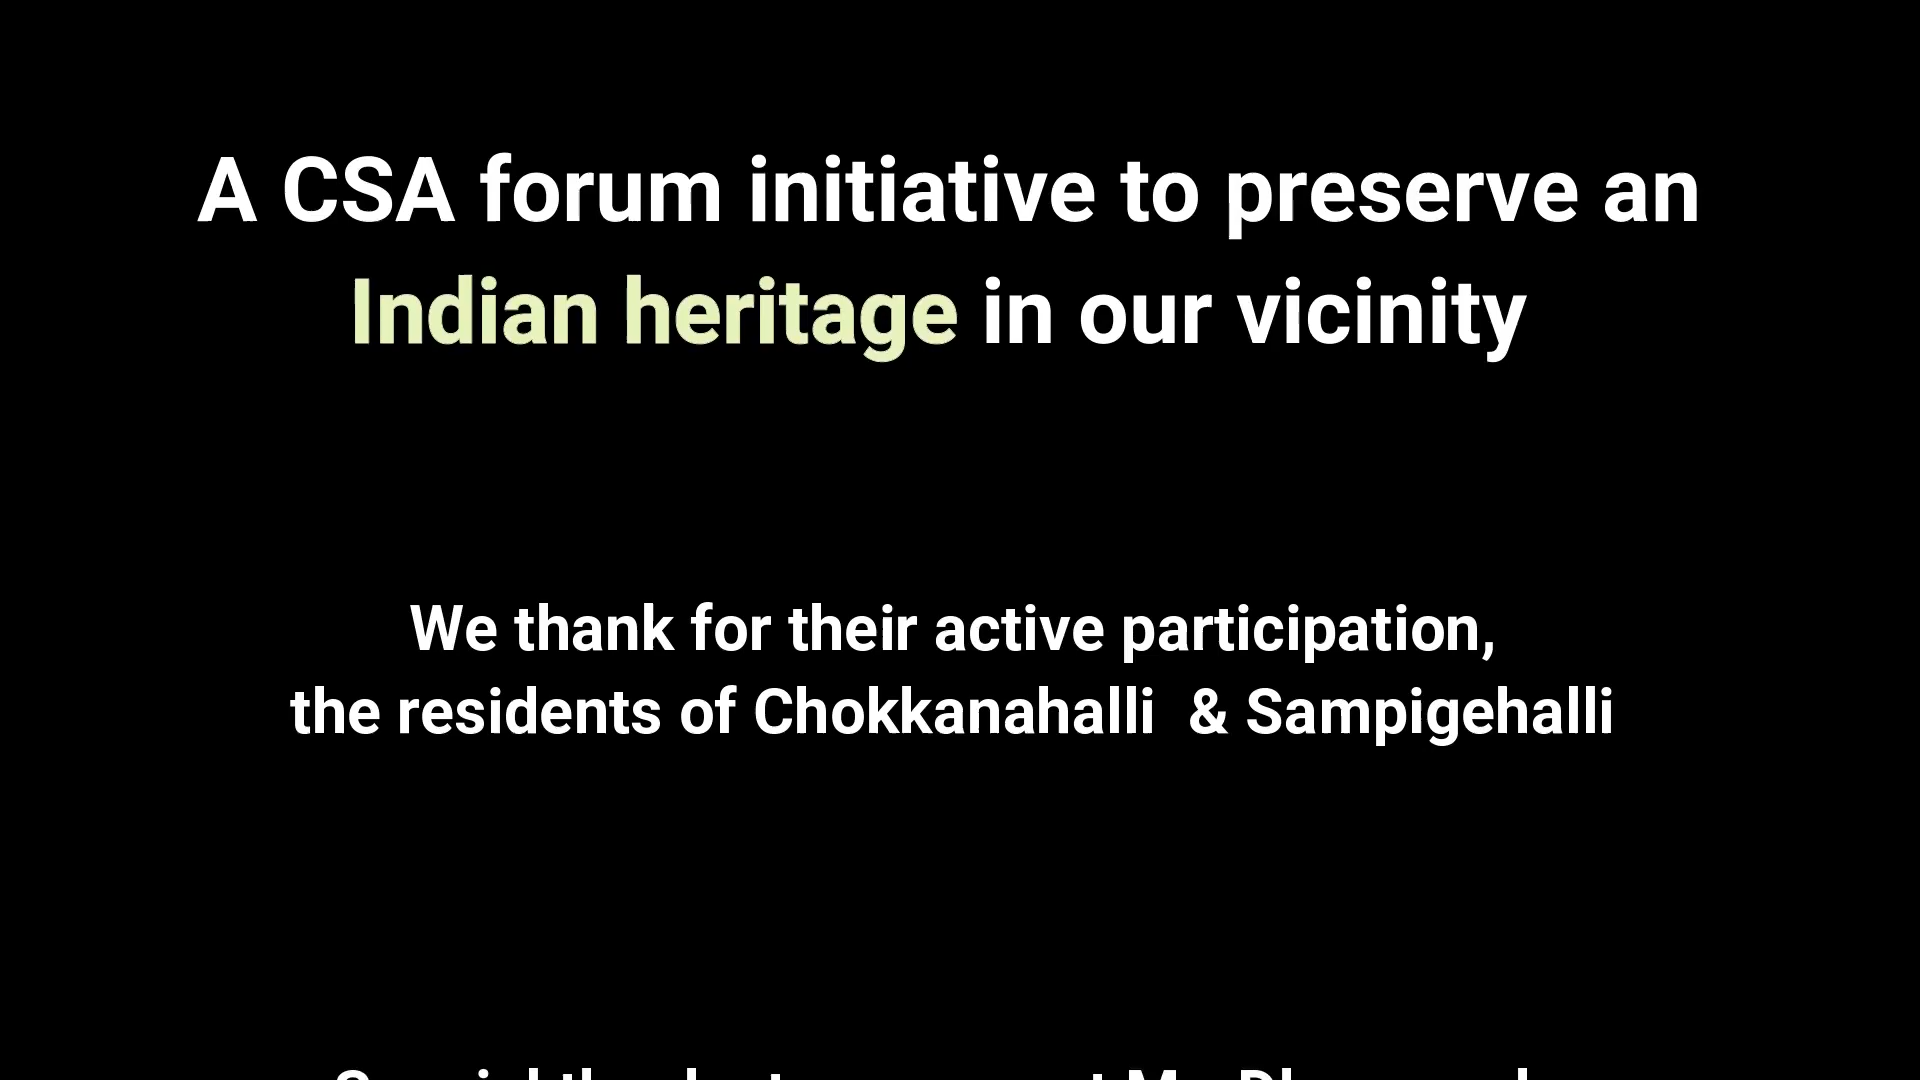 A CSA forum initiative to preserve an
Indian heritage in our vicinity
We thank for their active participation,
the residents of Chokkanahalli  & Sampigehalli